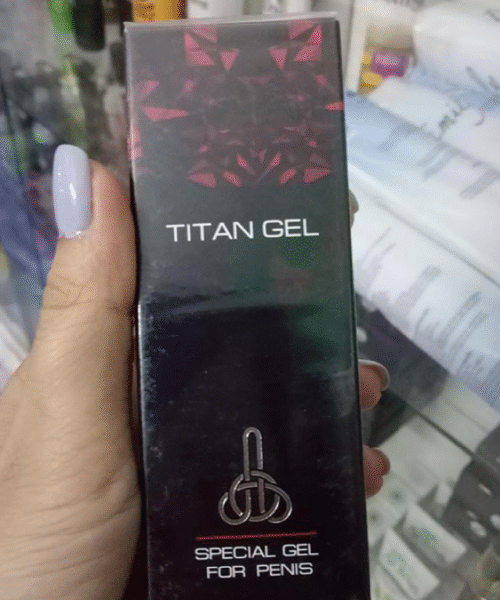 TITAN GEL
SPECIAL GEL
FOR PENIS